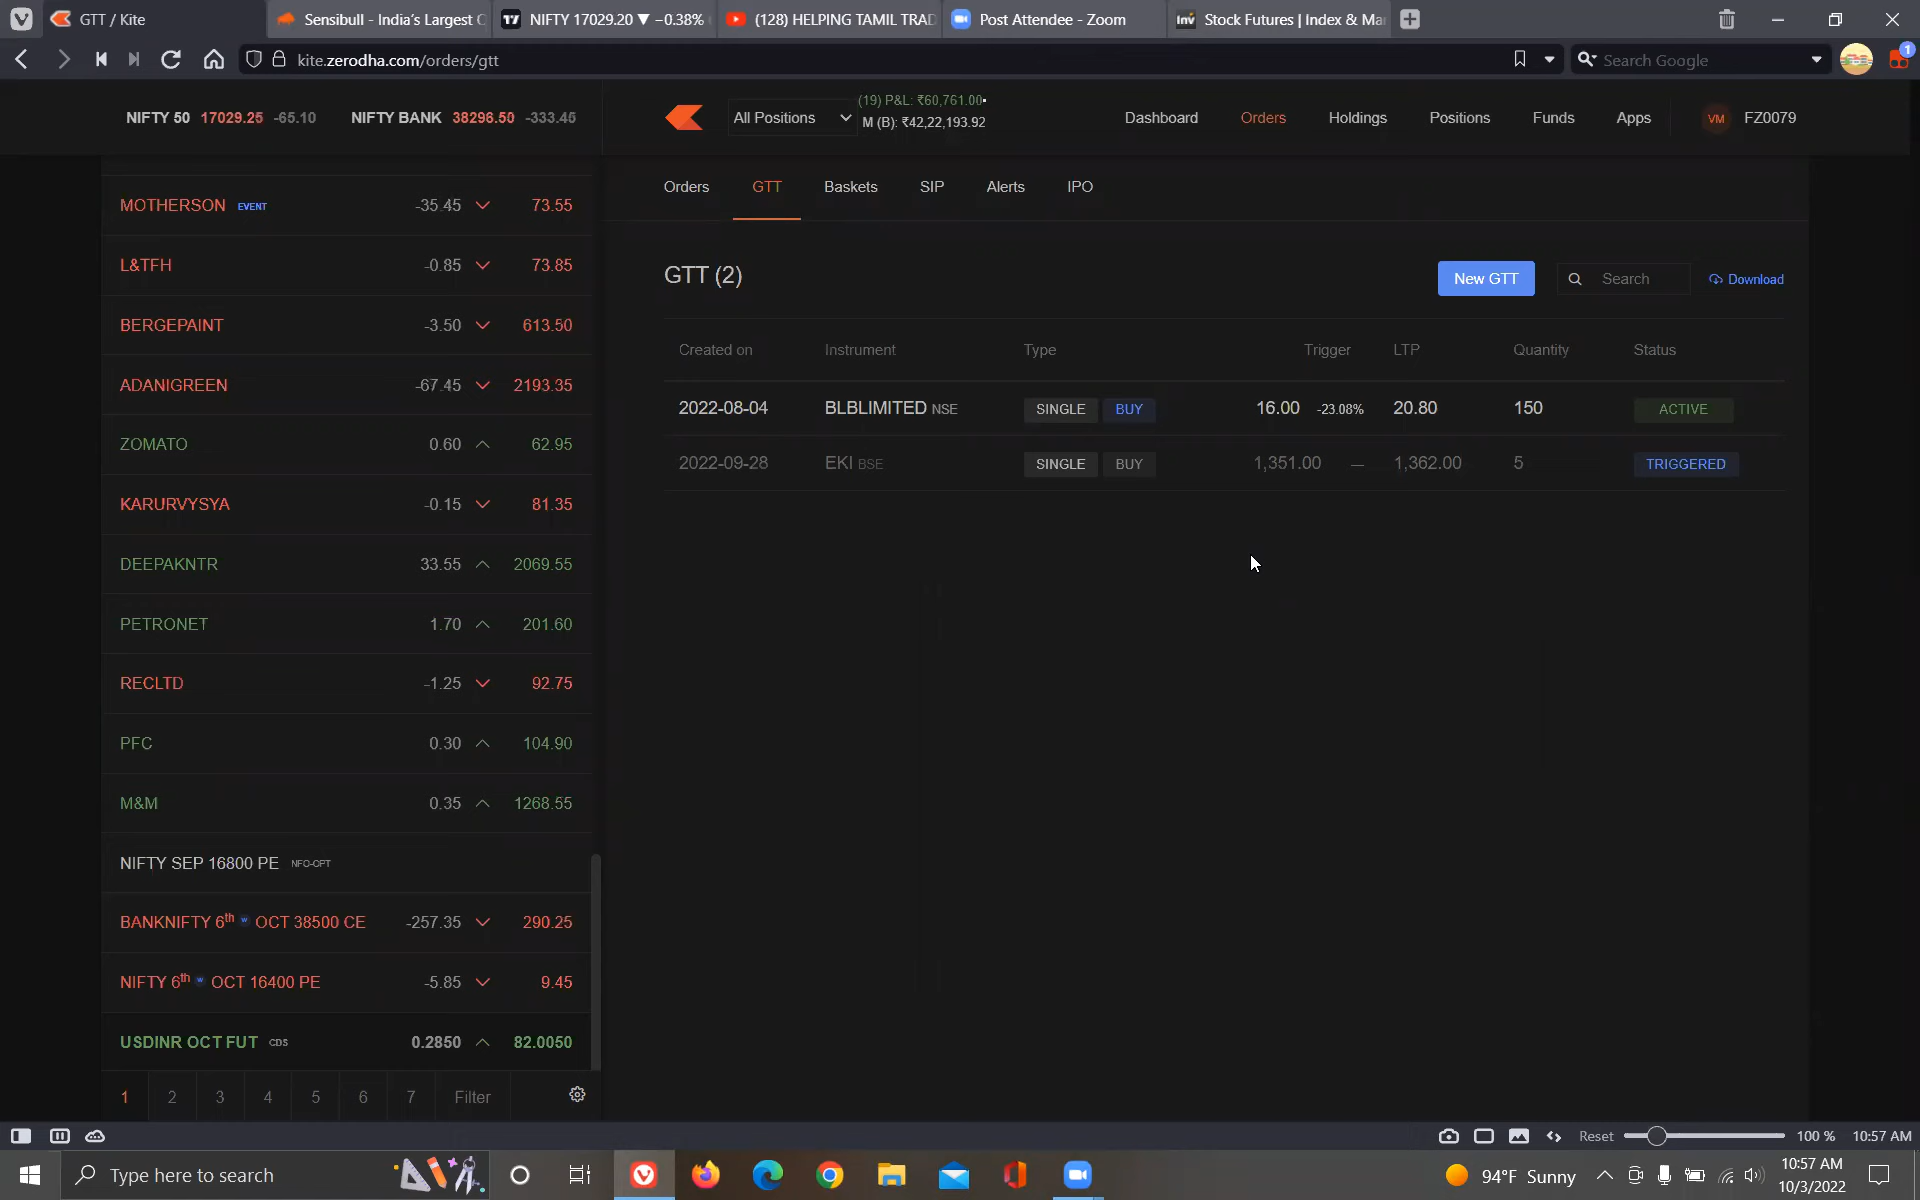 GTT / Kite
Sensibull - India's Largest O
NIFTY 17029.20 ▼ −0.38%
(128) HELPING TAMIL TRAD
Post Attendee - Zoom
Stock Futures | Index & Mar
kite.zerodha.com/orders/gtt
Search Google
1
NIFTY 50 17029.25 -65.10
NIFTY BANK 38296.50 -333.45
All Positions
(19) P&L: ₹60,761.00
M (B): ₹42,22,193.92
Dashboard
Orders
Holdings
Positions
Funds
Apps
VM FZ0079
MOTHERSON EVENT -35.45 73.55
L&TFH -0.85 73.85
BERGEPAINT -3.50 613.50
ADANIGREEN -67.45 2193.35
ZOMATO 0.60 62.95
KARURVYSYA -0.15 81.35
DEEPAKNTR 33.55 2069.55
PETRONET 1.70 201.60
RECLTD -1.25 92.75
PFC 0.30 104.90
M&M 0.35 1268.55
NIFTY SEP 16800 PE NFO-OPT
BANKNIFTY 6th w OCT 38500 CE -257.35 290.25
NIFTY 6th w OCT 16400 PE -5.85 9.45
USDINR OCT FUT CDS 0.2850 82.0050
1 2 3 4 5 6 7 Filter
Orders GTT Baskets SIP Alerts IPO
GTT (2)
New GTT
Search
Download
Created on Instrument Type Trigger LTP Quantity Status
2022-08-04 BLBLIMITED NSE SINGLE BUY 16.00 -23.08% 20.80 150 ACTIVE
2022-09-28 EKI BSE SINGLE BUY 1,351.00 — 1,362.00 5 TRIGGERED
Reset 100 % 10:57 AM
Type here to search
94°F Sunny
10:57 AM
10/3/2022